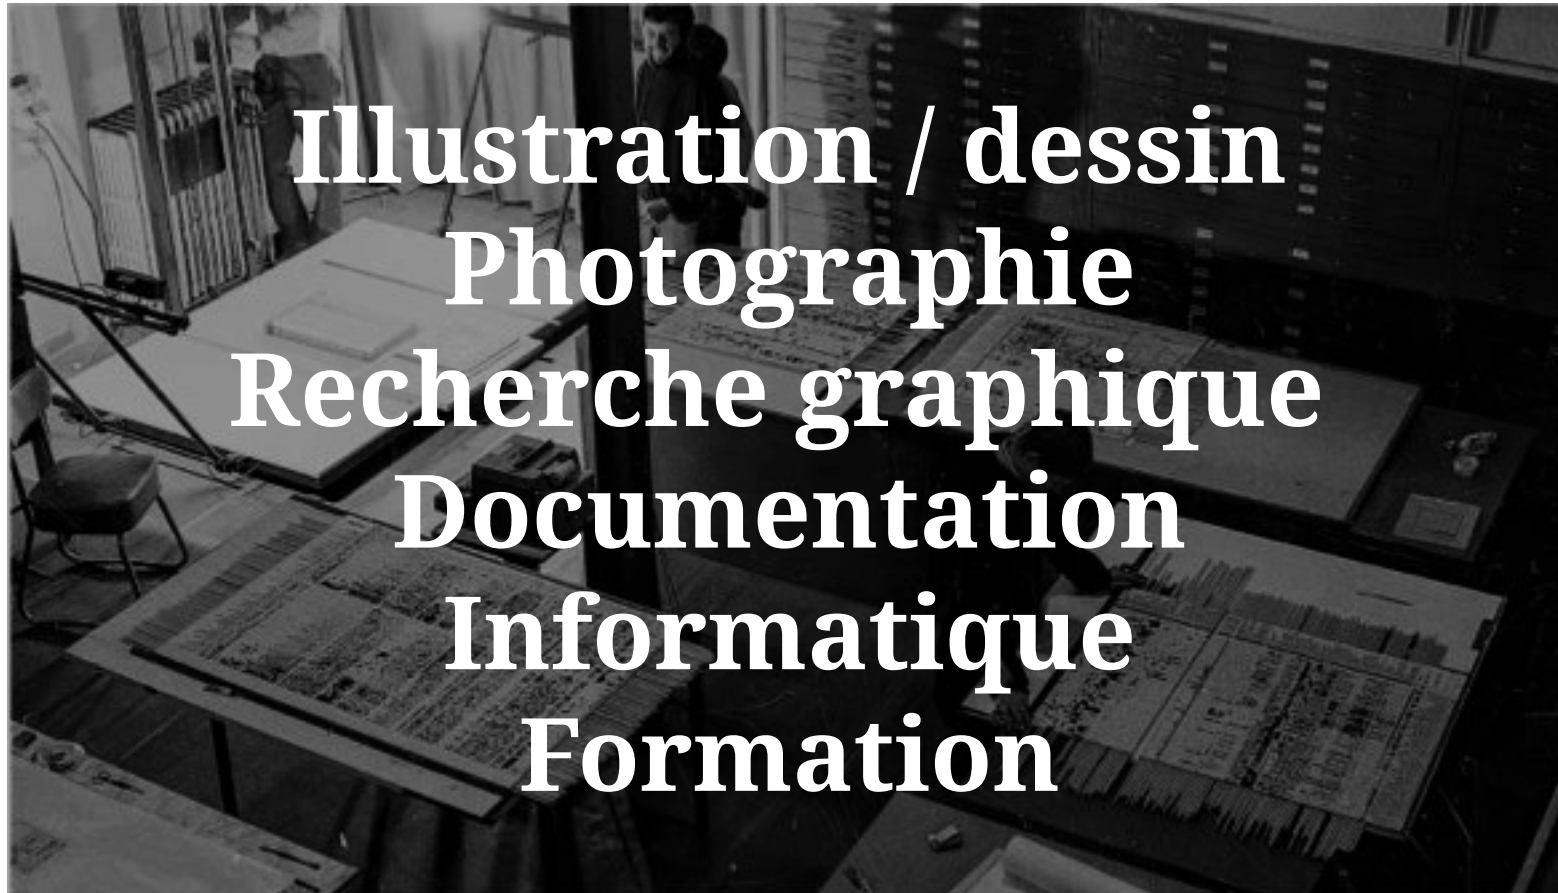 Illustration / dessin
Photographie
Recherche graphique
Documentation
Informatique
Formation